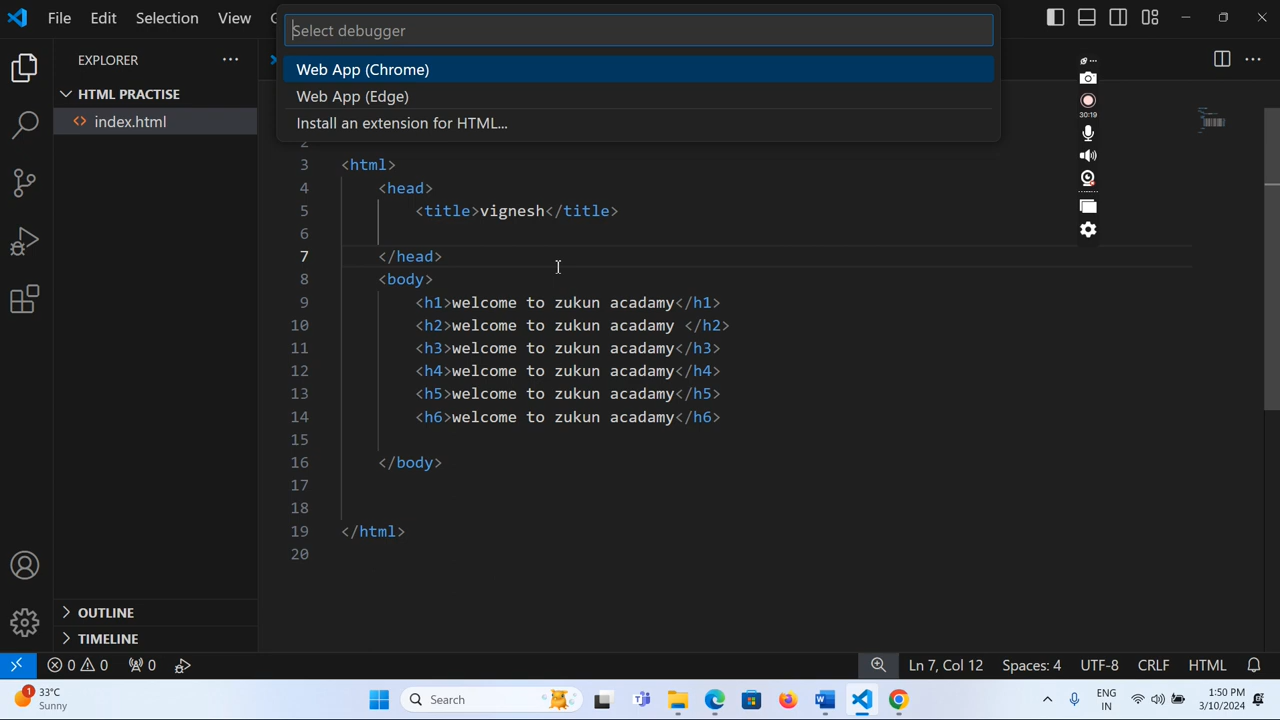 File Edit Selection View
Select debugger
Web App (Chrome)
Web App (Edge)
Install an extension for HTML...
EXPLORER
HTML PRACTISE
index.html
2
3 <html>
4 <head>
5 <title>vignesh</title>
6
7 </head>
8 <body>
9 <h1>welcome to zukun acadamy</h1>
10 <h2>welcome to zukun acadamy </h2>
11 <h3>welcome to zukun acadamy</h3>
12 <h4>welcome to zukun acadamy</h4>
13 <h5>welcome to zukun acadamy</h5>
14 <h6>welcome to zukun acadamy</h6>
15
16 </body>
17
18
19 </html>
20
30:19
OUTLINE
TIMELINE
0 0 0 Ln 7, Col 12 Spaces: 4 UTF-8 CRLF HTML
1 33°C
Sunny
Search
ENG
IN
1:50 PM
3/10/2024